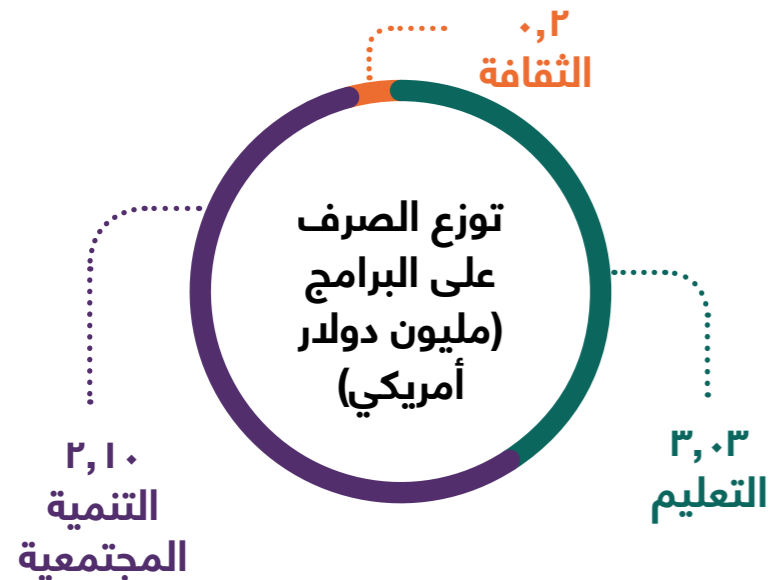 ٠,٢
الثقافة
توزع الصرف
على البرامج
(مليون دولار
أمريكي)
٣,٠٣
التعليم
٢,١٠
التنمية
المجتمعية